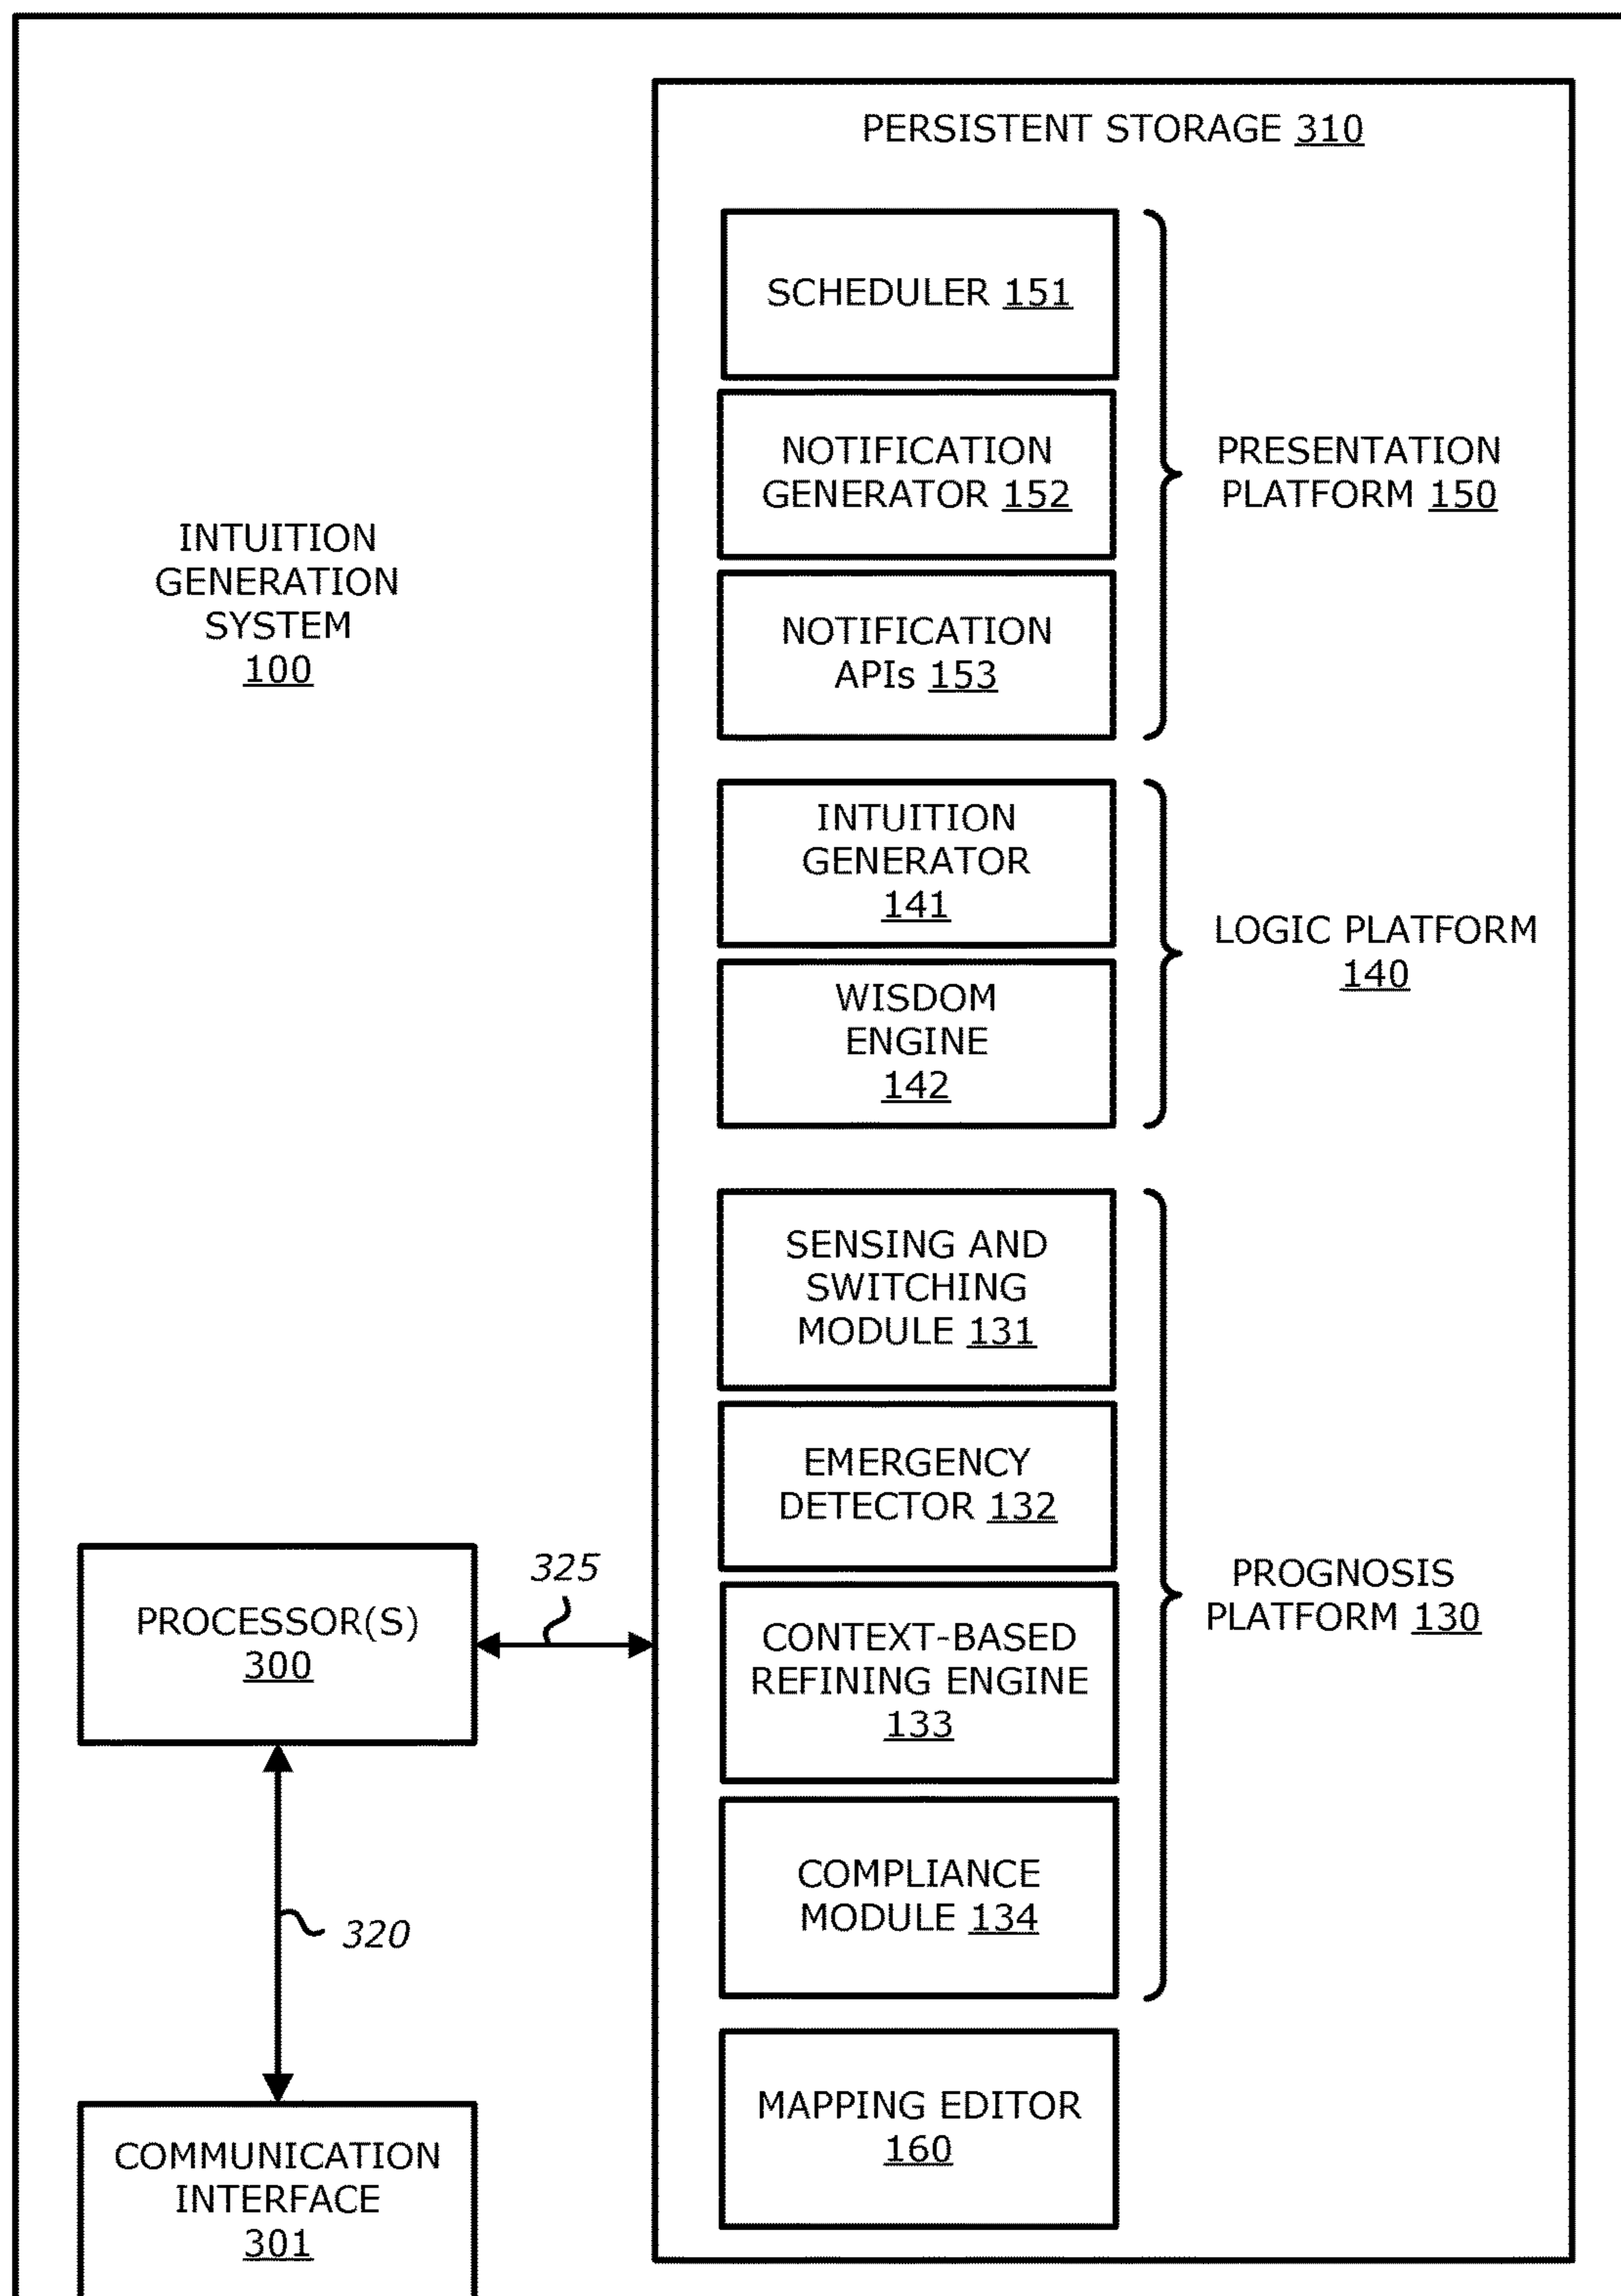 PERSISTENT STORAGE 310
SCHEDULER 151
NOTIFICATION
GENERATOR 152
NOTIFICATION
APIs 153
PRESENTATION
PLATFORM 150
INTUITION
GENERATION
SYSTEM
100
INTUITION
GENERATOR
141
WISDOM
ENGINE
142
LOGIC PLATFORM
140
SENSING AND
SWITCHING
MODULE 131
EMERGENCY
DETECTOR 132
CONTEXT-BASED
REFINING ENGINE
133
COMPLIANCE
MODULE 134
PROGNOSIS
PLATFORM 130
PROCESSOR(S)
300
325
320
MAPPING EDITOR
160
COMMUNICATION
INTERFACE
301